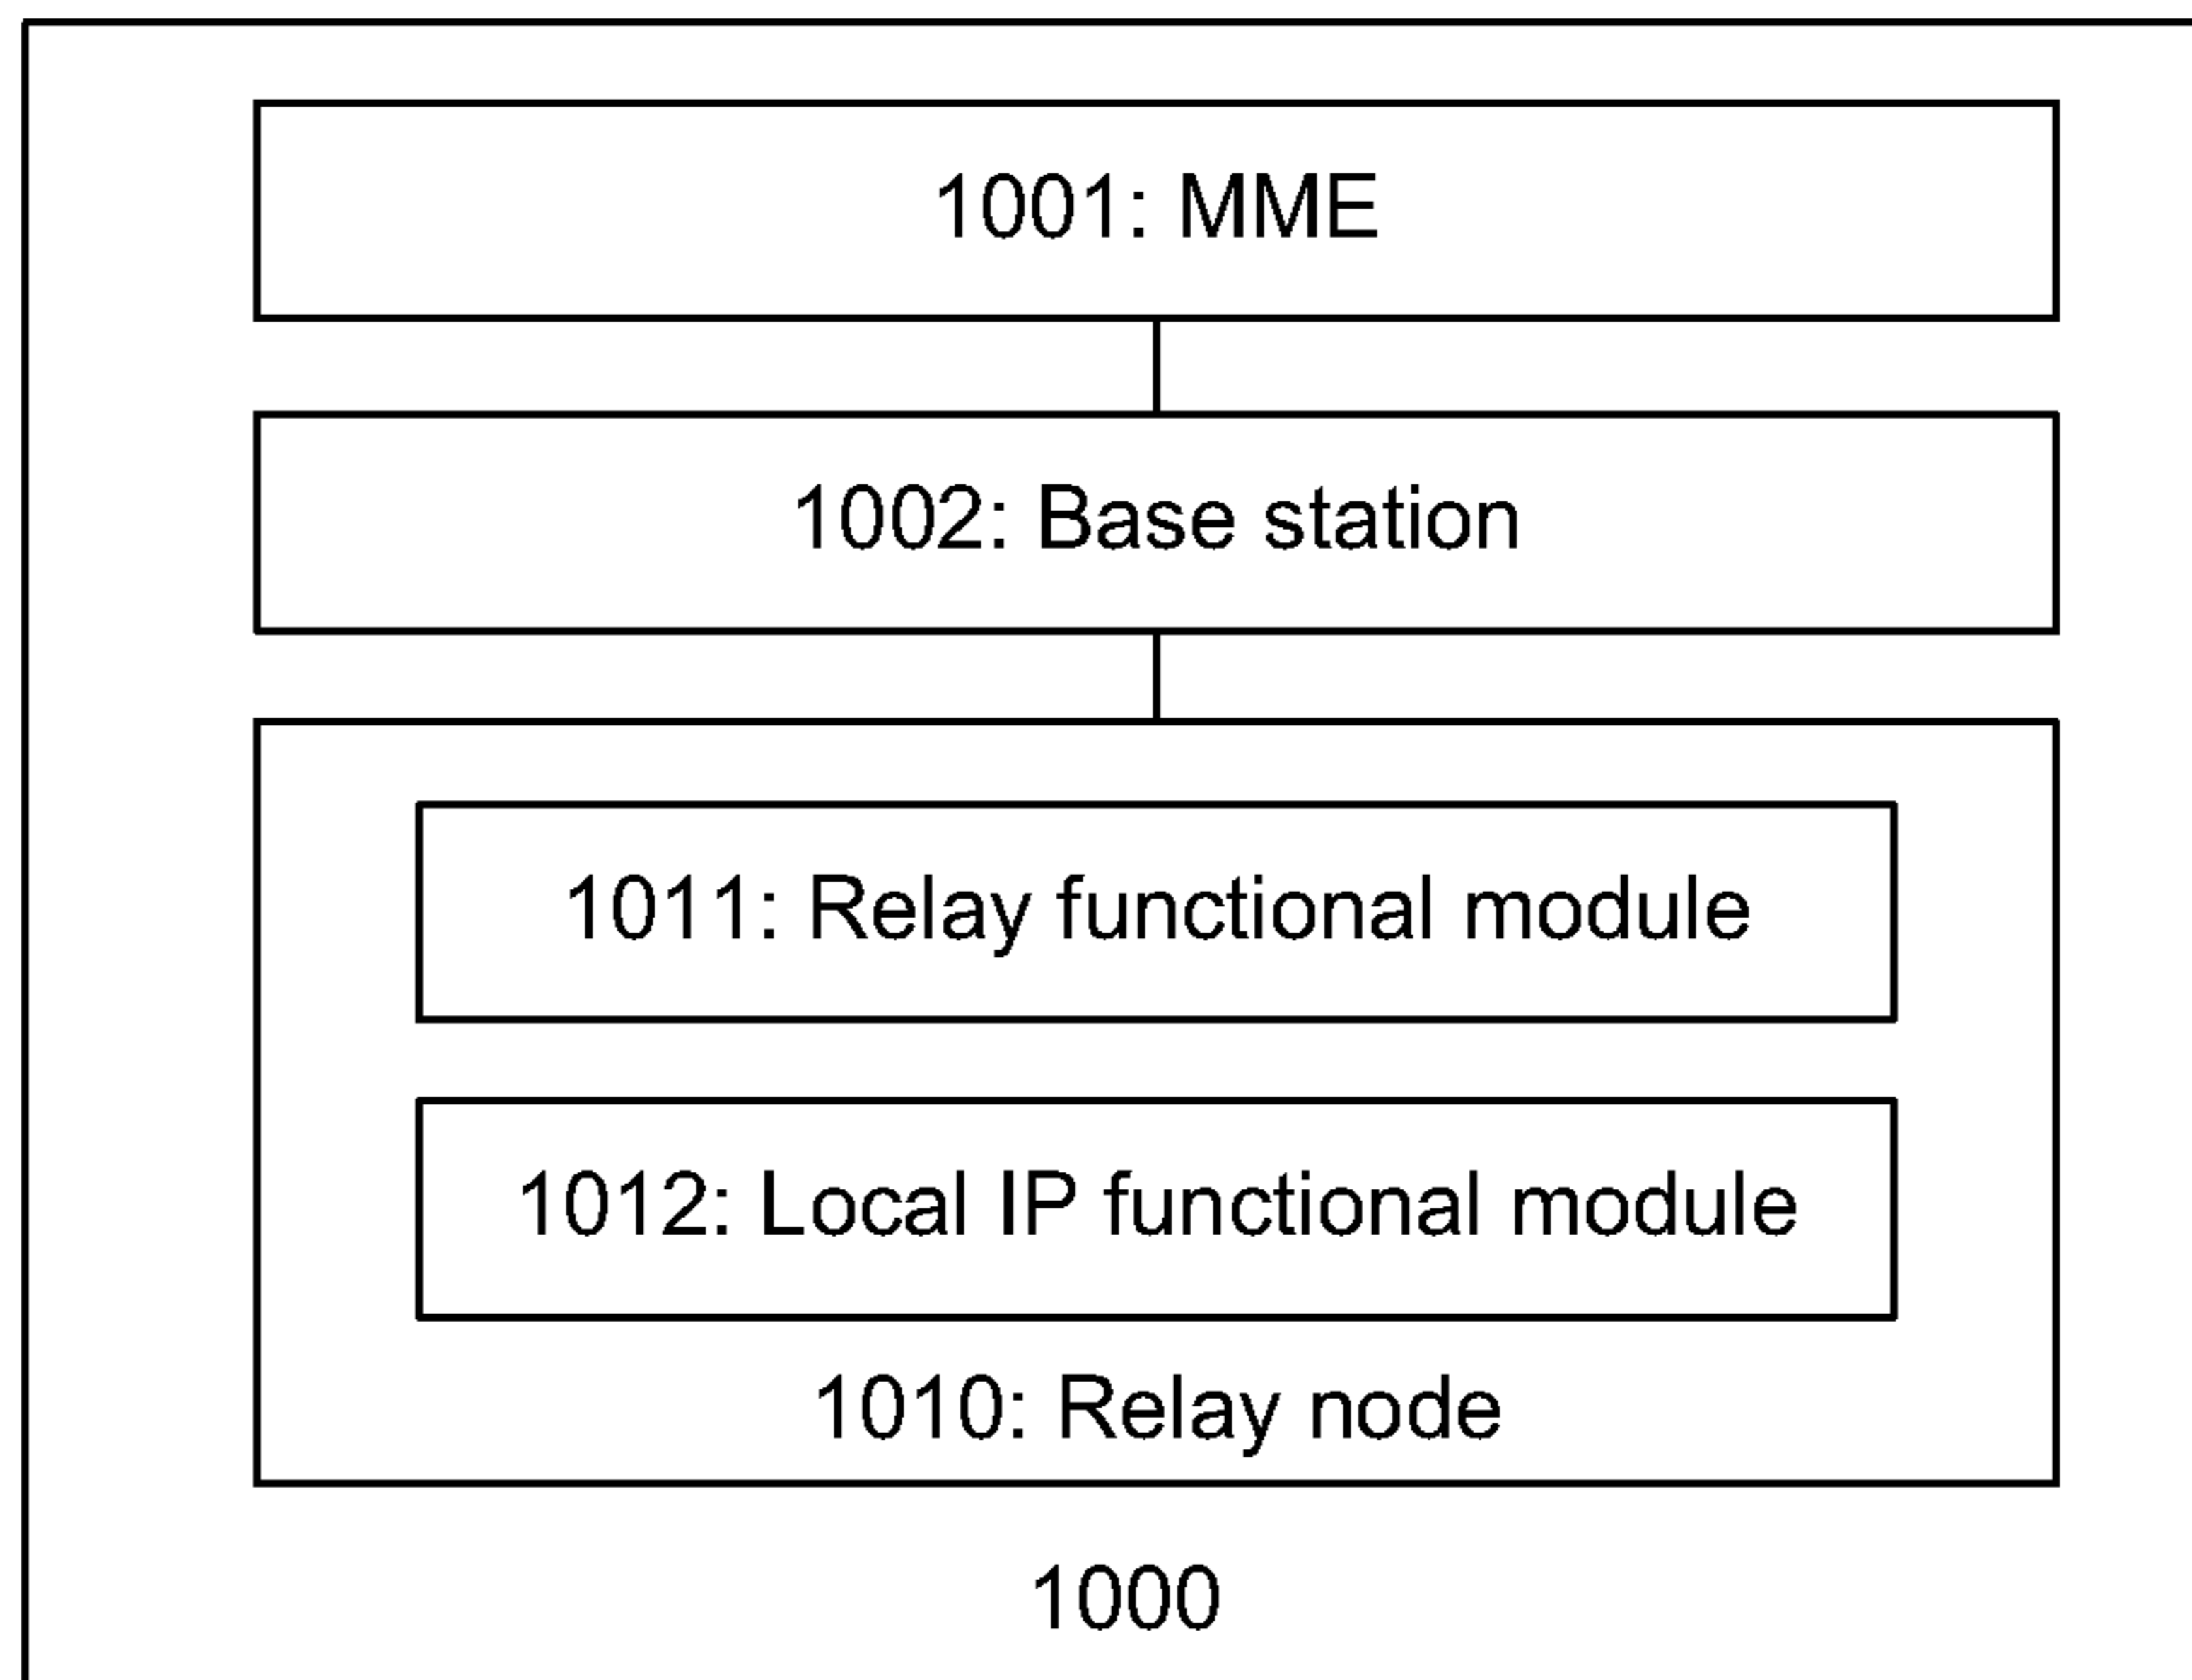 1001: MME
1002: Base station
1011: Relay functional module
1012: Local IP functional module
1010: Relay node
1000